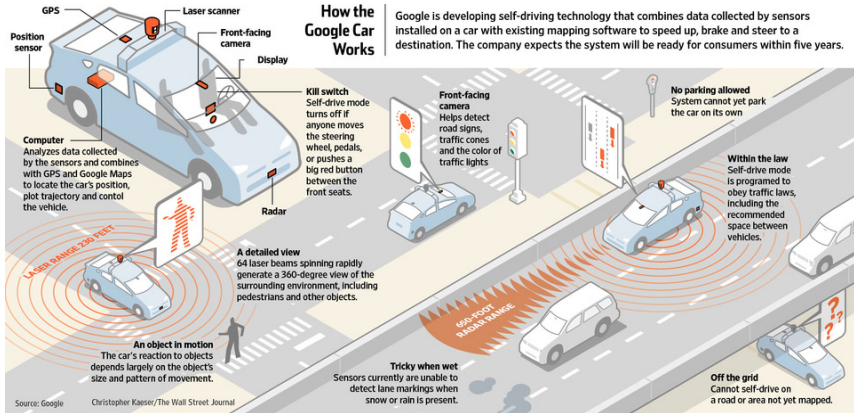 How the
Google Car
Works
Google is developing self-driving technology that combines data collected by sensors
installed on a car with existing mapping software to speed up, brake and steer to a
destination. The company expects the system will be ready for consumers within five years.
GPS
Laser scanner
Position
sensor
Front-facing
camera
Display
Kill switch
Self-drive mode
turns off if
anyone moves
the steering
wheel, pedals,
or pushes a
big red button
between the
front seats.
Computer
Analyzes data collected
by the sensors and combines
with GPS and Google Maps
to locate the car's position,
plot trajectory and contol
the vehicle.
Radar
Front-facing
camera
Helps detect
road signs,
traffic cones
and the color of
traffic lights
No parking allowed
System cannot yet park
the car on its own
Within the law
Self-drive mode
is programed to
obey traffic laws,
including the
recommended
space between
vehicles.
LASER RANGE 230 FEET
A detailed view
64 laser beams spinning rapidly
generate a 360-degree view of the
surrounding environment, including
pedestrians and other objects.
650-FOOT
RADAR RANGE
An object in motion
The car's reaction to objects
depends largely on the object's
size and pattern of movement.
Tricky when wet
Sensors currently are unable to
detect lane markings when
snow or rain is present.
? ? ?
Off the grid
Cannot self-drive on
a road or area not yet mapped.
Source: Google
Christopher Kaeser/The Wall Street Journal